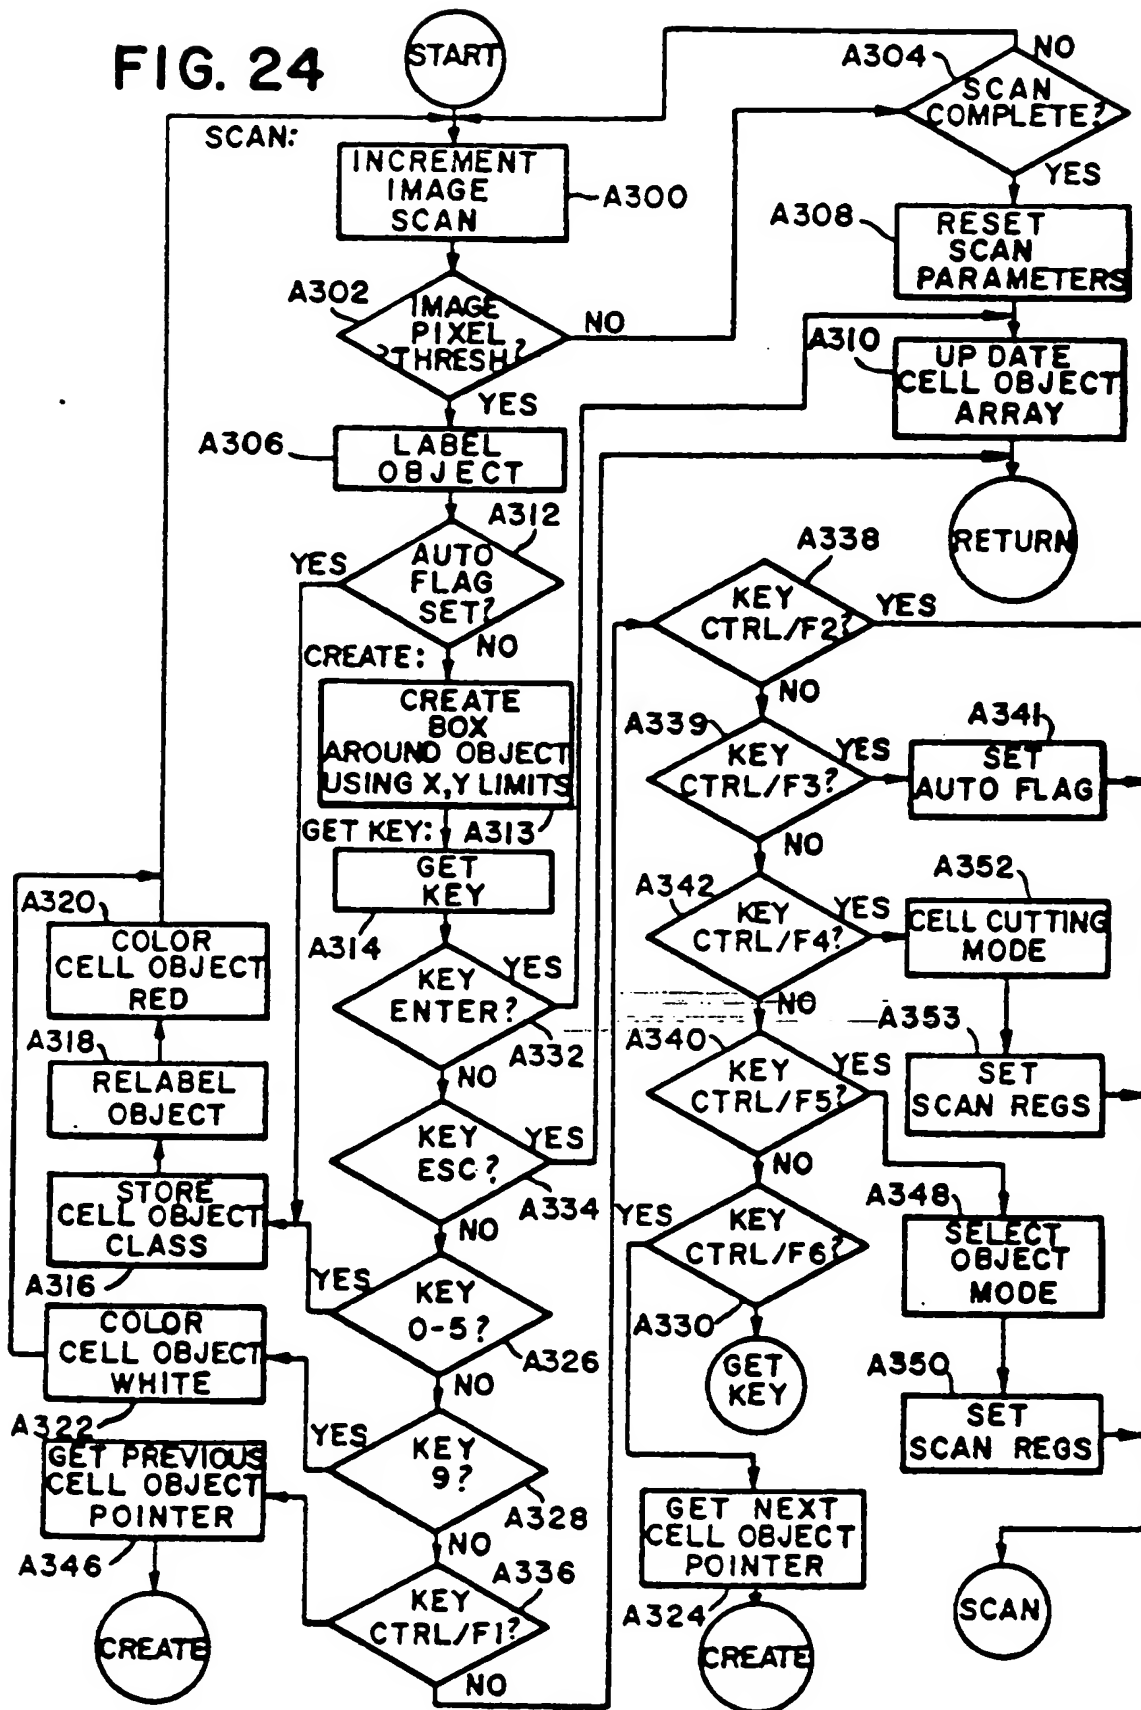 FIG. 24
START
SCAN:
INCREMENT
IMAGE
SCAN
A300
A302
IMAGE
PIXEL
>THRESH?
NO
YES
A304
SCAN
COMPLETE?
NO
YES
A308
RESET
SCAN
PARAMETERS
A310
UP DATE
CELL OBJECT
ARRAY
RETURN
A306
LABEL
OBJECT
A312
AUTO
FLAG
SET?
YES
NO
CREATE:
CREATE
BOX
AROUND OBJECT
USING X,Y LIMITS
A313
GET KEY:
GET
KEY
A314
KEY
ENTER?
YES
A332
NO
KEY
ESC?
YES
A334
NO
KEY
0-5?
YES
A326
NO
KEY
9?
YES
A328
NO
A336
KEY
CTRL/F1?
NO
A320
COLOR
CELL OBJECT
RED
A318
RELABEL
OBJECT
STORE
CELL OBJECT
CLASS
A316
COLOR
CELL OBJECT
WHITE
A322
GET PREVIOUS
CELL OBJECT
POINTER
A346
CREATE
A338
KEY
CTRL/F2?
YES
NO
A339
KEY
CTRL/F3?
YES
A341
SET
AUTO FLAG
NO
A342
KEY
CTRL/F4?
YES
A352
CELL CUTTING
MODE
NO
A353
SET
SCAN REGS
A340
KEY
CTRL/F5?
YES
NO
A348
SELECT
OBJECT
MODE
YES
KEY
CTRL/F6?
A330
GET
KEY
A350
SET
SCAN REGS
GET NEXT
CELL OBJECT
POINTER
A324
CREATE
SCAN